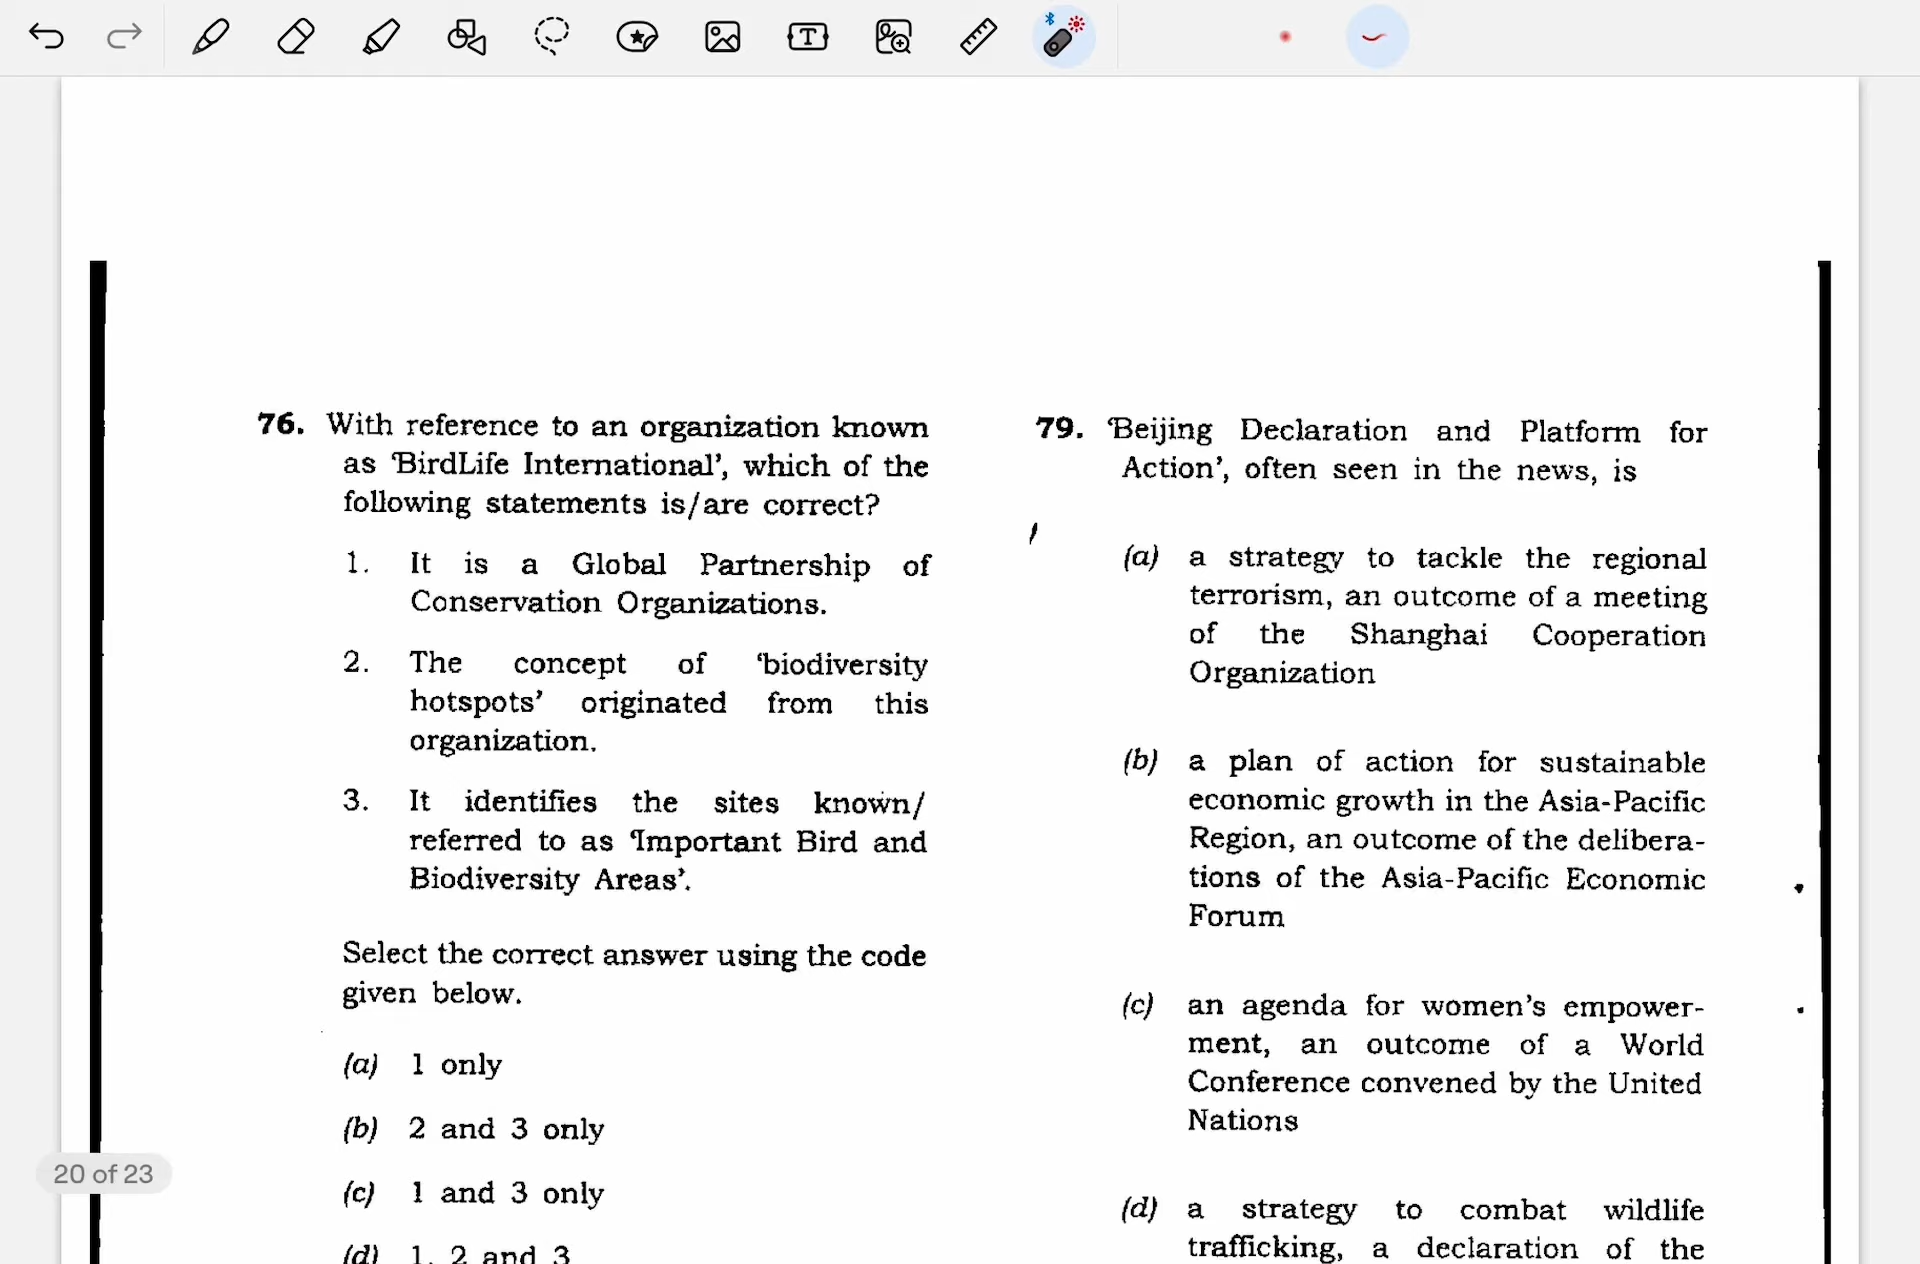 76. With reference to an organization known
as 'BirdLife International', which of the
following statements is/are correct?
1. It is a Global Partnership of
Conservation Organizations.
2. The concept of 'biodiversity
hotspots' originated from this
organization.
3. It identifies the sites known/
referred to as 'Important Bird and
Biodiversity Areas'.
Select the correct answer using the code
given below.
(a) 1 only
(b) 2 and 3 only
(c) 1 and 3 only
(d) 1, 2 and 3
79. 'Beijing Declaration and Platform for
Action', often seen in the news, is
(a) a strategy to tackle the regional
terrorism, an outcome of a meeting
of the Shanghai Cooperation
Organization
(b) a plan of action for sustainable
economic growth in the Asia-Pacific
Region, an outcome of the delibera-
tions of the Asia-Pacific Economic
Forum
(c) an agenda for women's empower-
ment, an outcome of a World
Conference convened by the United
Nations
(d) a strategy to combat wildlife
trafficking, a declaration of the
20 of 23